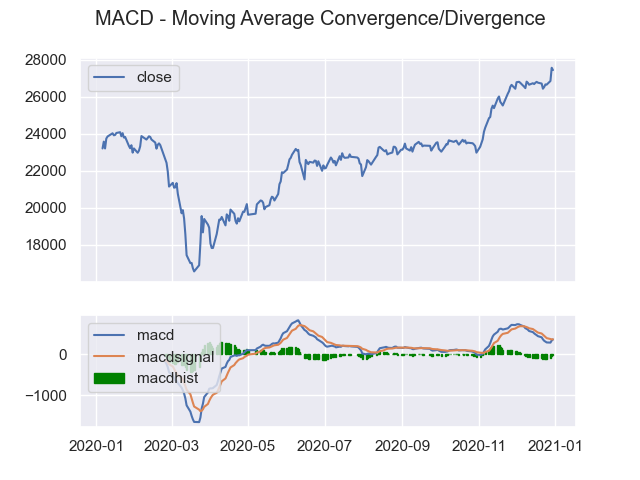 MACD - Moving Average Convergence/Divergence
28000
close
26000
24000
22000
20000
18000
macd
0
macdsignal
macdhist
−1000
2020-01 2020-03 2020-05 2020-07 2020-09 2020-11 2021-01